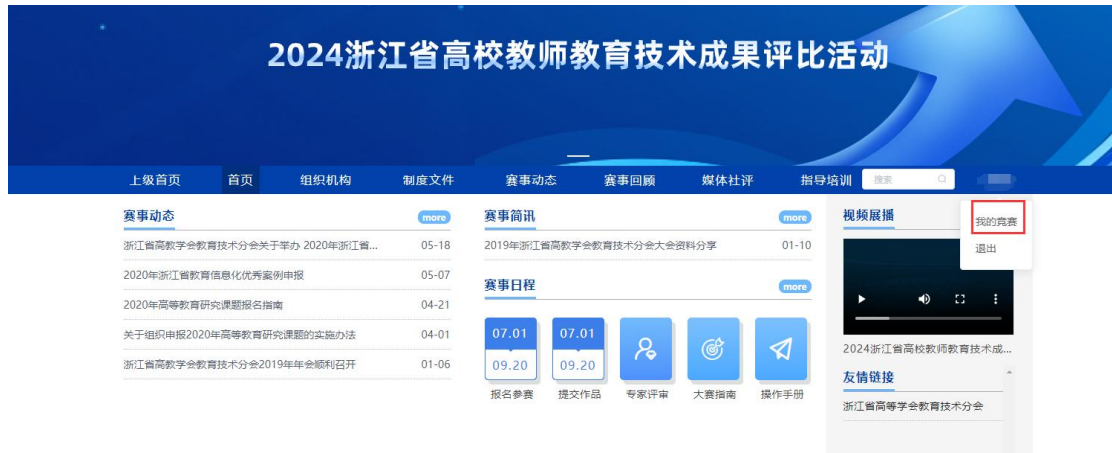 2024浙江省高校教师教育技术成果评比活动
上级首页 首页 组织机构 制度文件 赛事动态 赛事回顾 媒体社评 指导培训 搜索
我的竞赛
退出
赛事动态 more
浙江省高教学会教育技术分会关于举办 2020年浙江省... 05-18
2020年浙江省教育信息化优秀案例申报 05-07
2020年高等教育研究课题报名指南 04-21
关于组织申报2020年高等教育研究课题的实施办法 04-01
浙江省高教学会教育技术分会2019年年会顺利召开 01-06
赛事简讯 more
2019年浙江省高教学会教育技术分会大会资料分享 01-10
赛事日程 more
07.01 07.01
09.20 09.20
报名参赛 提交作品 专家评审 大赛指南 操作手册
视频展播
2024浙江省高校教师教育技术成...
友情链接
浙江省高等学会教育技术分会